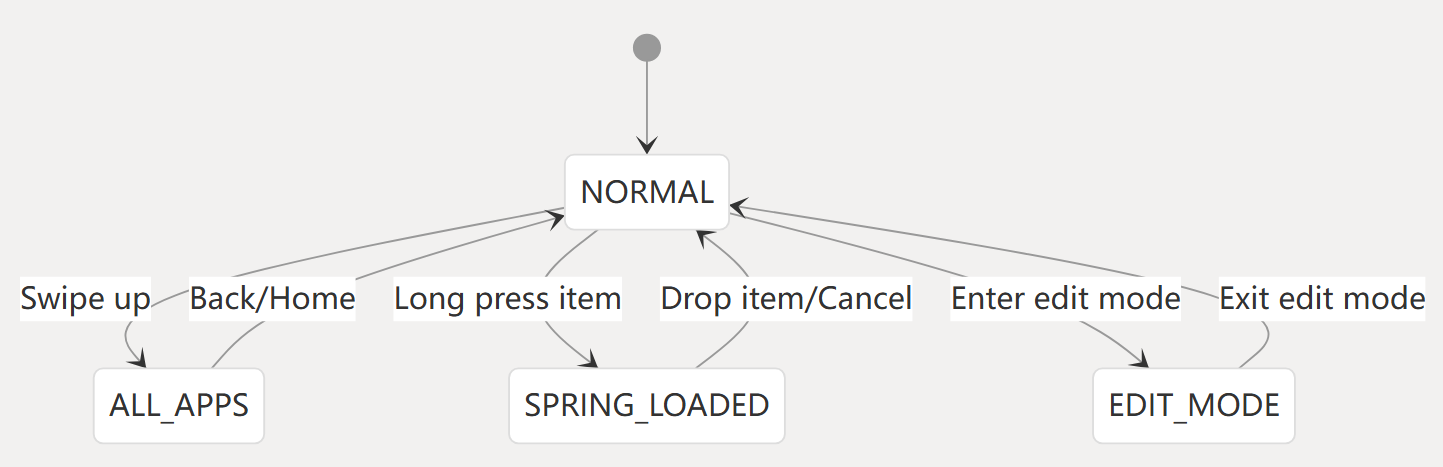 NORMAL
Swipe up
Back/Home
Long press item
Drop item/Cancel
Enter edit mode
Exit edit mode
ALL_APPS
SPRING_LOADED
EDIT_MODE